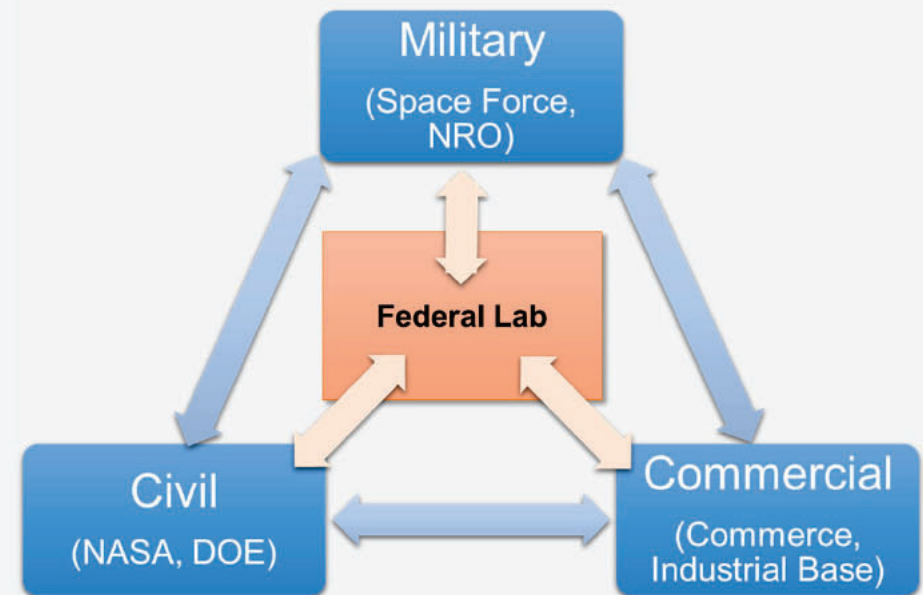 Military
(Space Force,
NRO)
Federal Lab
Civil
(NASA, DOE)
Commercial
(Commerce,
Industrial Base)